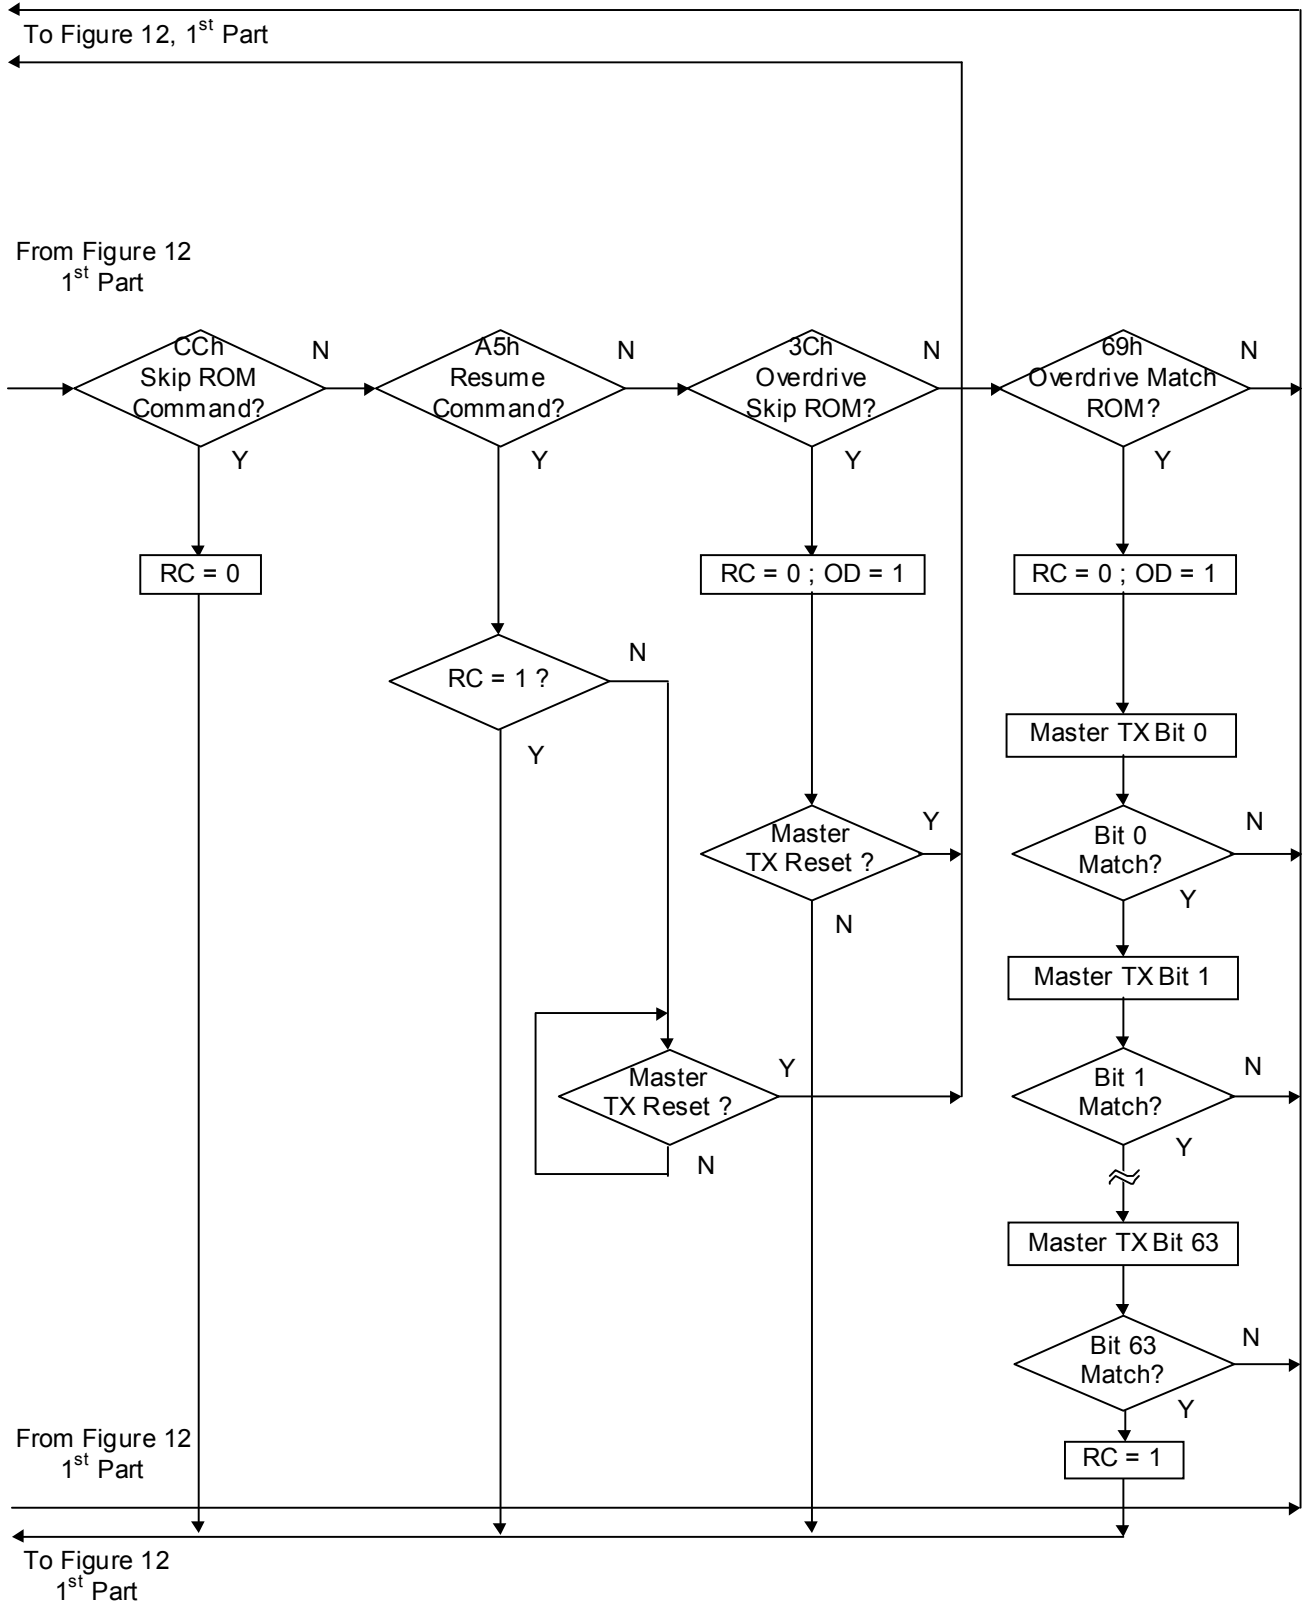 To Figure 12, 1st Part
From Figure 12
1st Part
CCh
Skip ROM
Command?
N
Y
A5h
Resume
Command?
N
Y
3Ch
Overdrive
Skip ROM?
N
Y
69h
Overdrive Match
ROM?
N
Y
RC = 0
RC = 0 ; OD = 1
RC = 0 ; OD = 1
RC = 1 ?
N
Y
Master TX Bit 0
Master
TX Reset ?
Y
N
Bit 0
Match?
N
Y
Master TX Bit 1
Master
TX Reset ?
Y
N
Bit 1
Match?
N
Y
Master TX Bit 63
Bit 63
Match?
N
Y
RC = 1
From Figure 12
1st Part
To Figure 12
1st Part